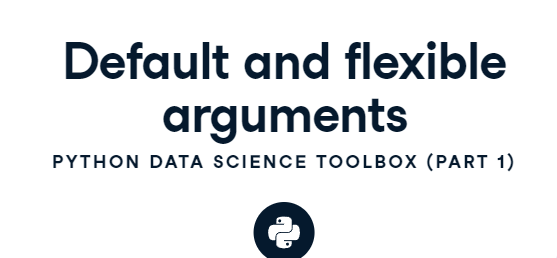 Default and flexible
arguments
PYTHON DATA SCIENCE TOOLBOX (PART 1)